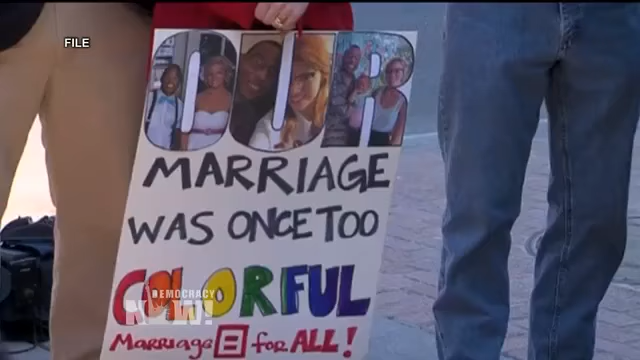 FILE
OUR
MARRIAGE
WAS ONCE TOO
COLORFUL
DEMOCRACY
NOW!
Marriage = for ALL!